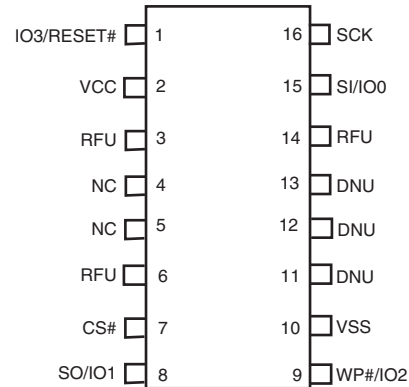 IO3/RESET# 1 16 SCK
VCC 2 15 SI/IO0
RFU 3 14 RFU
NC 4 13 DNU
NC 5 12 DNU
RFU 6 11 DNU
CS# 7 10 VSS
SO/IO1 8 9 WP#/IO2